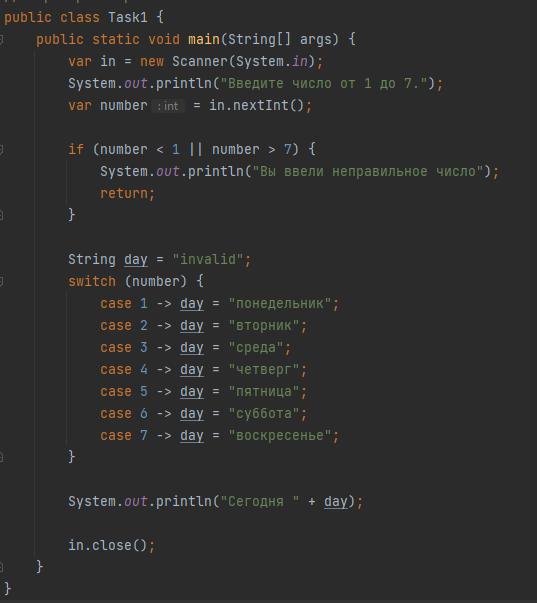 public class Task1 {
public static void main(String[] args) {
var in = new Scanner(System.in);
System.out.println("Введите число от 1 до 7.");
var number : int = in.nextInt();
if (number < 1 || number > 7) {
System.out.println("Вы ввели неправильное число");
return;
}
String day = "invalid";
switch (number) {
case 1 -> day = "понедельник";
case 2 -> day = "вторник";
case 3 -> day = "среда";
case 4 -> day = "четверг";
case 5 -> day = "пятница";
case 6 -> day = "суббота";
case 7 -> day = "воскресенье";
}
System.out.println("Сегодня " + day);
in.close();
}
}